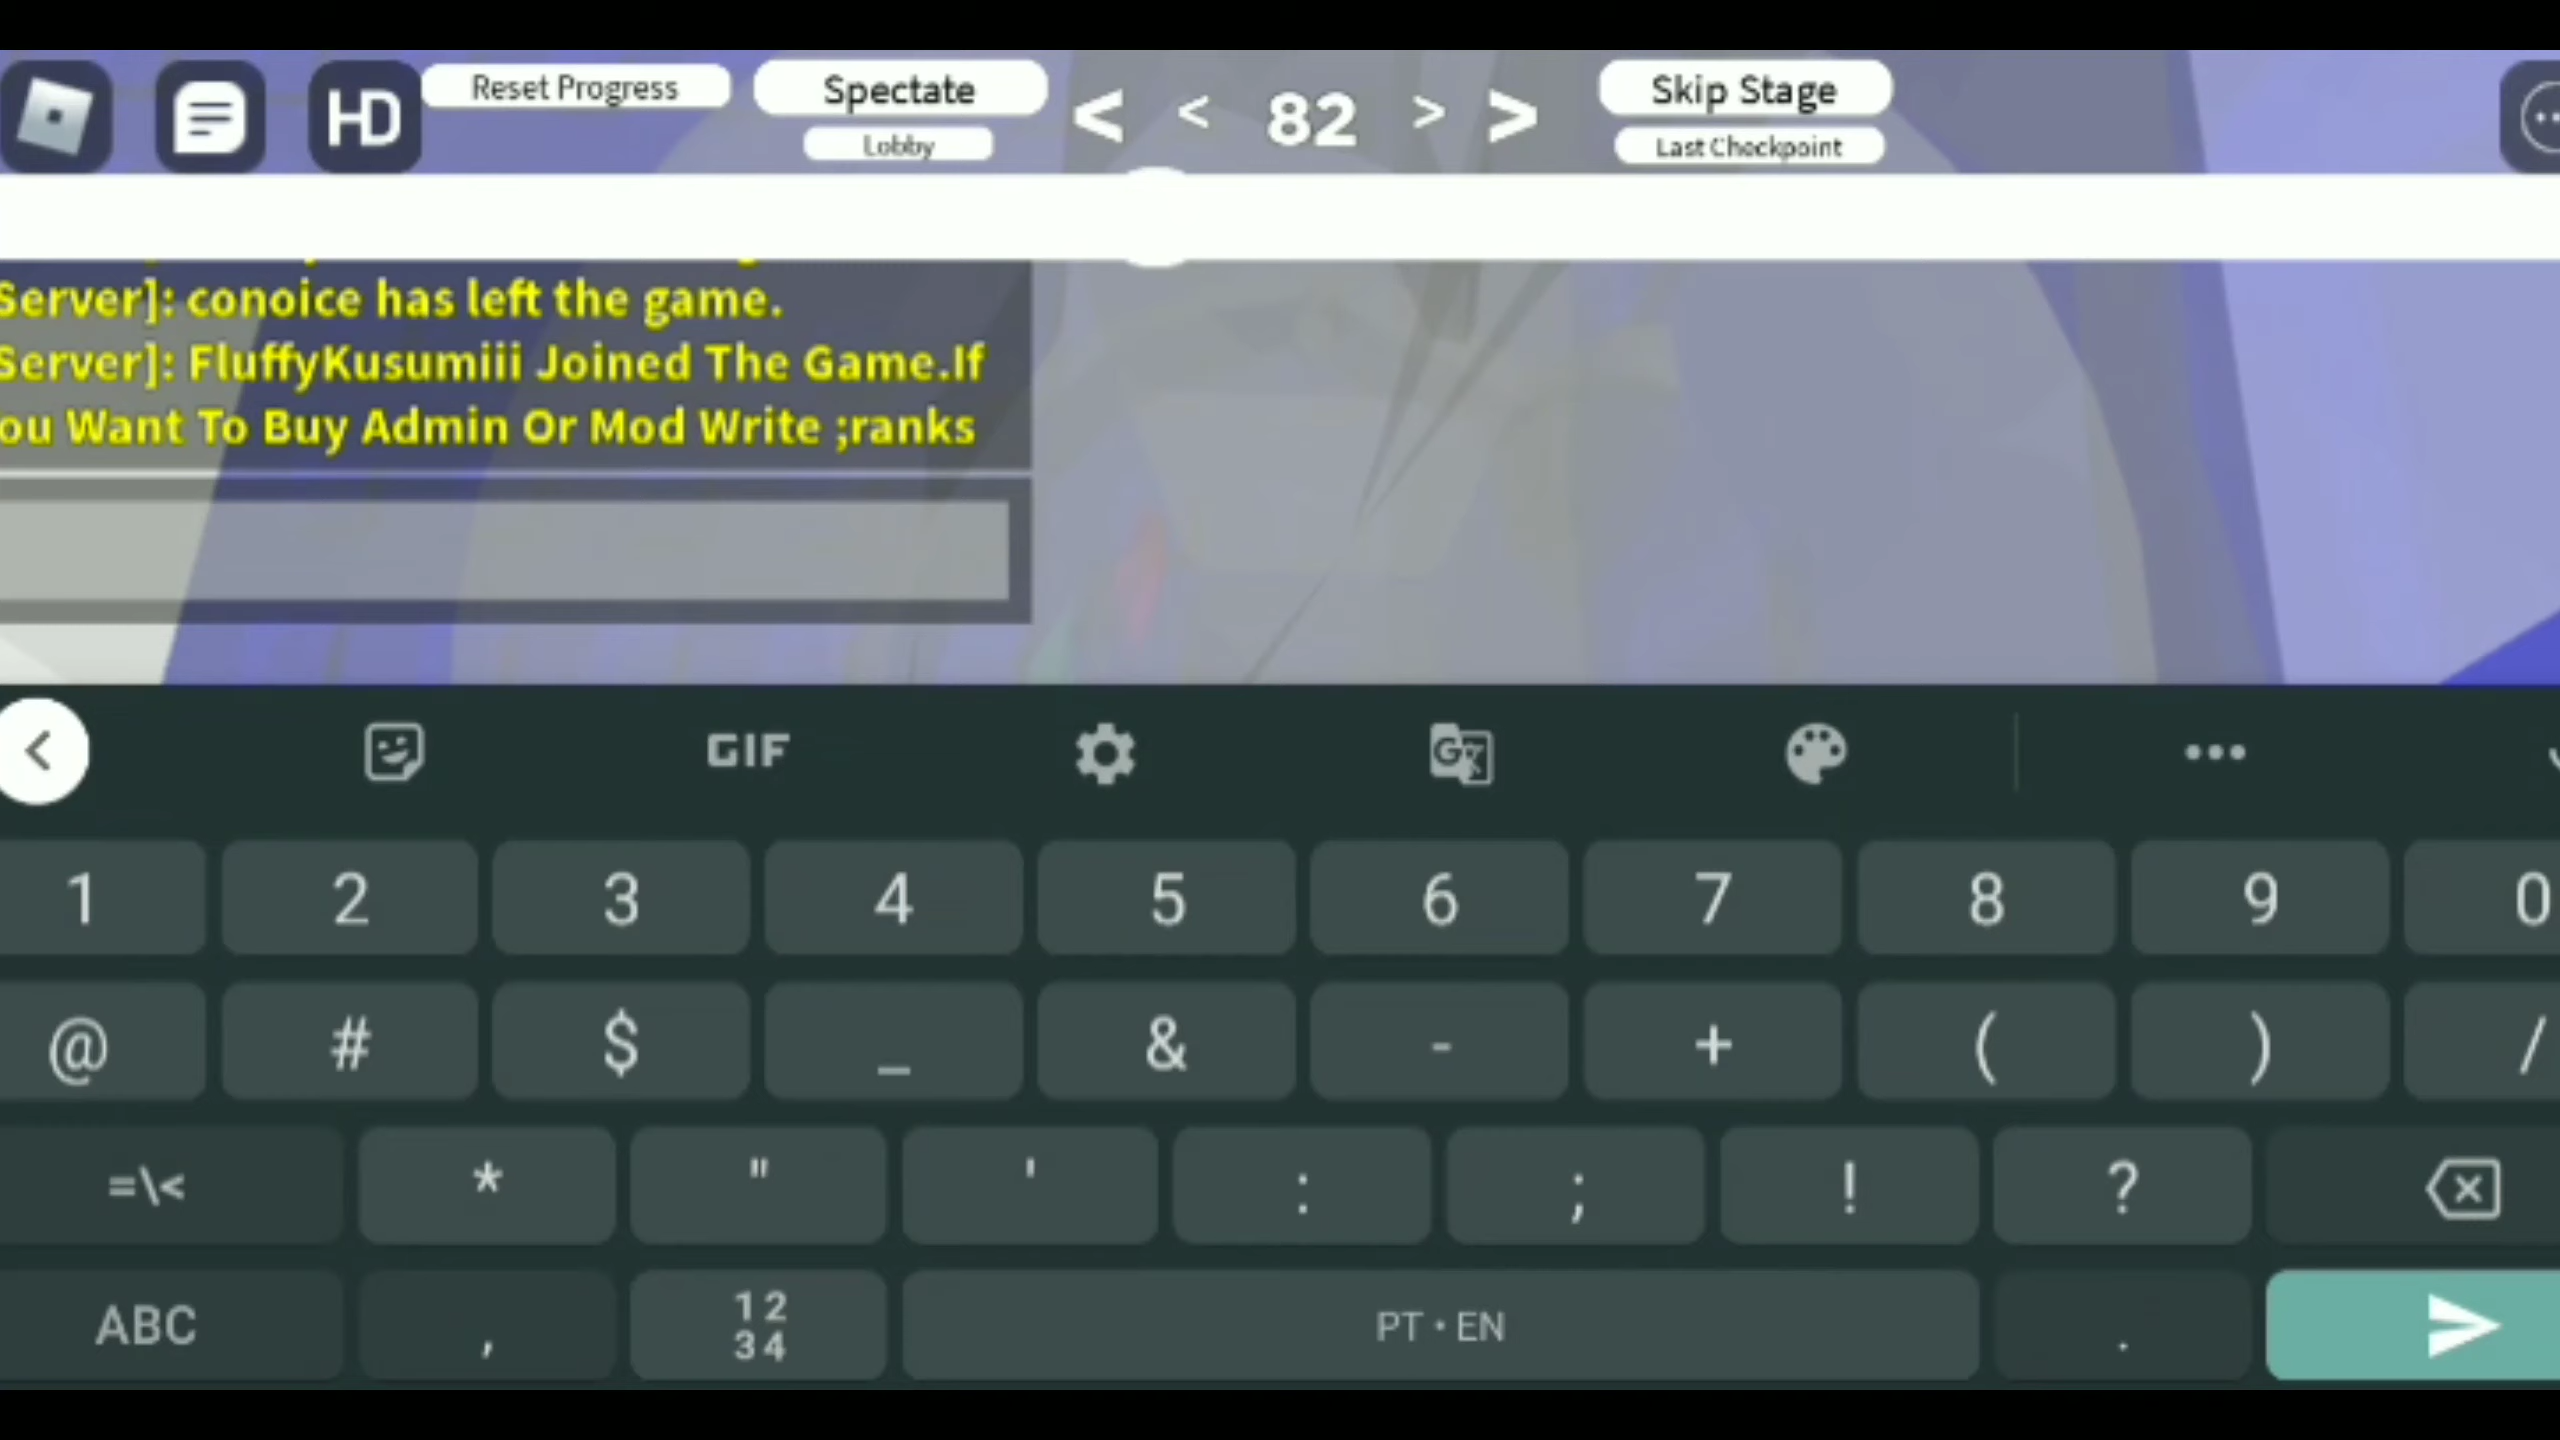 HD Reset Progress Spectate < < 82 > > Skip Stage
Lobby Last Checkpoint
Server]: conoice has left the game.
Server]: FluffyKusumiii Joined The Game.If
ou Want To Buy Admin Or Mod Write ;ranks
GIF
1 2 3 4 5 6 7 8 9 0
@ # $ _ & - + ( ) /
=\< * " ' : ; ! ?
ABC , 12 34 PT • EN .